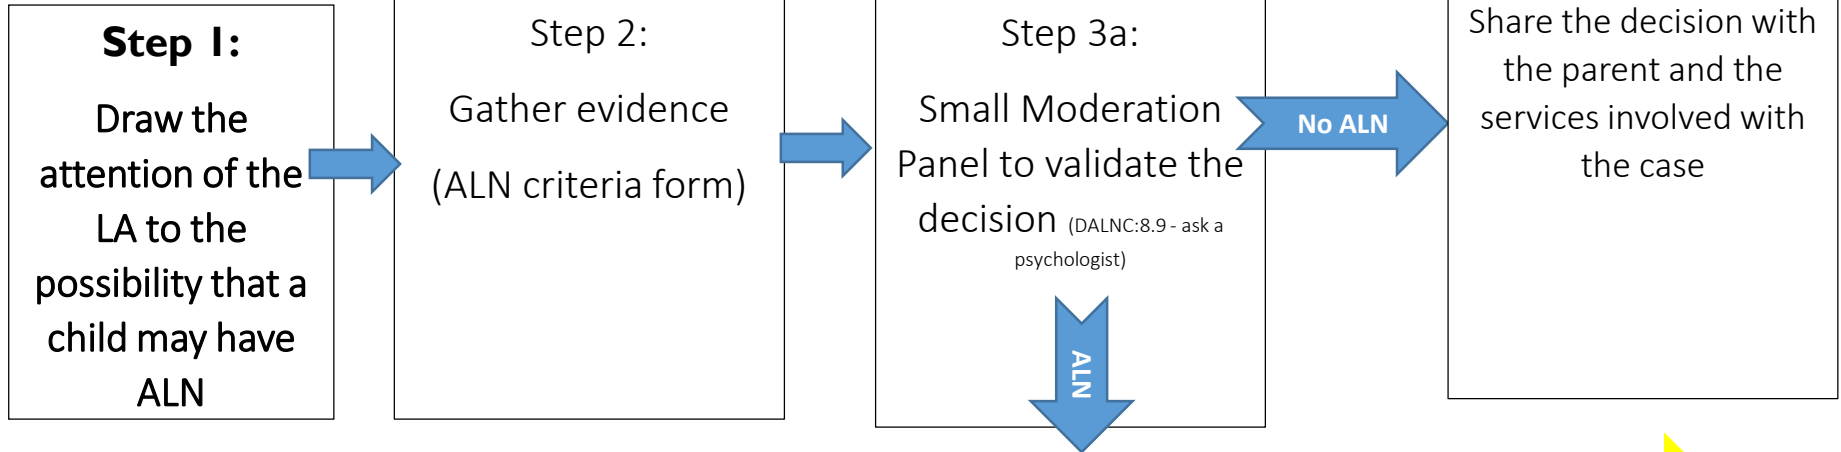 Step 1:
Draw the
attention of the
LA to the
possibility that a
child may have
ALN
Step 2:
Gather evidence
(ALN criteria form)
Step 3a:
Small Moderation
Panel to validate the
decision (DALNC:8.9 - ask a
psychologist)
No ALN
ALN
Share the decision with
the parent and the
services involved with
the case